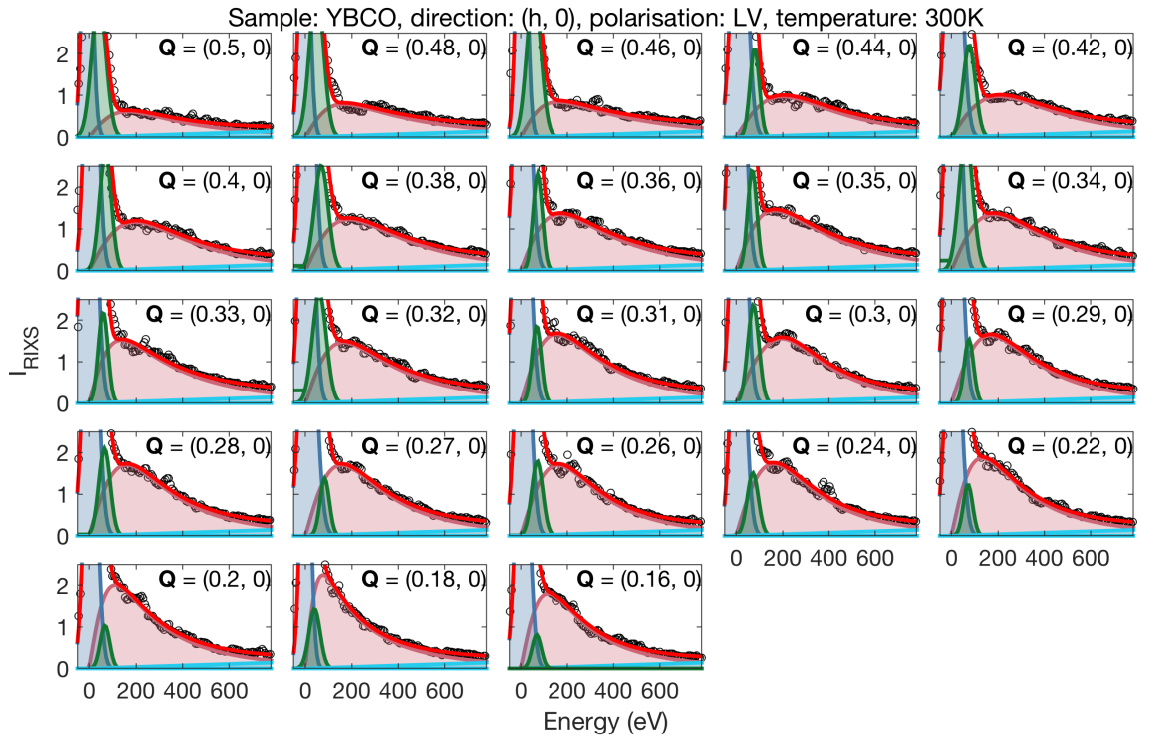 Sample: YBCO, direction: (h, 0), polarisation: LV, temperature: 300K
Q = (0.5, 0) Q = (0.48, 0) Q = (0.46, 0) Q = (0.44, 0) Q = (0.42, 0)
2
1
0
Q = (0.4, 0) Q = (0.38, 0) Q = (0.36, 0) Q = (0.35, 0) Q = (0.34, 0)
2
1
0
Q = (0.33, 0) Q = (0.32, 0) Q = (0.31, 0) Q = (0.3, 0) Q = (0.29, 0)
2
1
0
I_RIXS
Q = (0.28, 0) Q = (0.27, 0) Q = (0.26, 0) Q = (0.24, 0) Q = (0.22, 0)
2
1
0
0 200 400 600 0 200 400 600
Q = (0.2, 0) Q = (0.18, 0) Q = (0.16, 0)
2
1
0
0 200 400 600 0 200 400 600 0 200 400 600
Energy (eV)